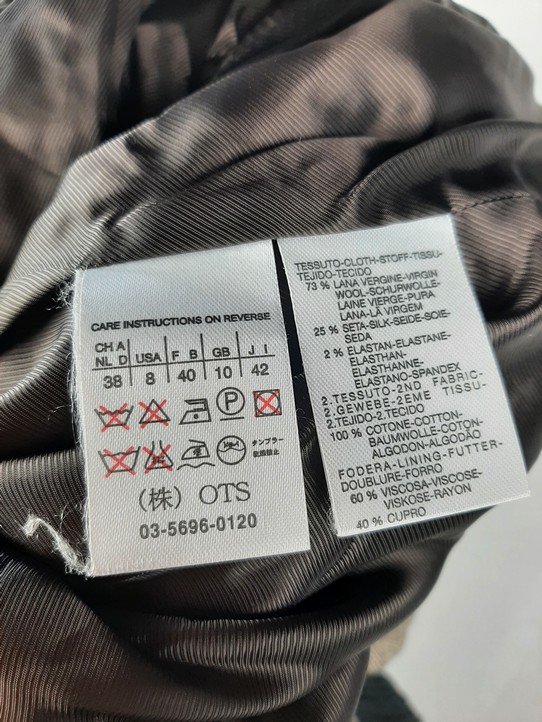 CARE INSTRUCTIONS ON REVERSE
CH A USA F B GB J I
NL D
38 8 40 10 42
P
タンブラー
乾燥禁止
(株) OTS
03-5696-0120
TESSUTO-CLOTH-STOFF-TISSU-
TEJIDO-TECIDO
73 % LANA VERGINE-VIRGIN
WOOL-SCHURWOLLE-
LAINE VIERGE-PURA
LANA-LÃ VIRGEM
25 % SETA-SILK-SEIDE-SOIE-
SEDA
2 % ELASTAN-ELASTANE-
ELASTHAN-
ELASTHANNE-
ELASTANO-SPANDEX
2.TESSUTO-2ND FABRIC-
2.GEWEBE-2EME TISSU-
2.TEJIDO-2.TECIDO
100 % COTONE-COTTON-
BAUMWOLLE-COTON-
ALGODON-ALGODÃO
FODERA-LINING-FUTTER-
DOUBLURE-FORRO
60 % VISCOSA-VISCOSE-
VISKOSE-RAYON
40 % CUPRO